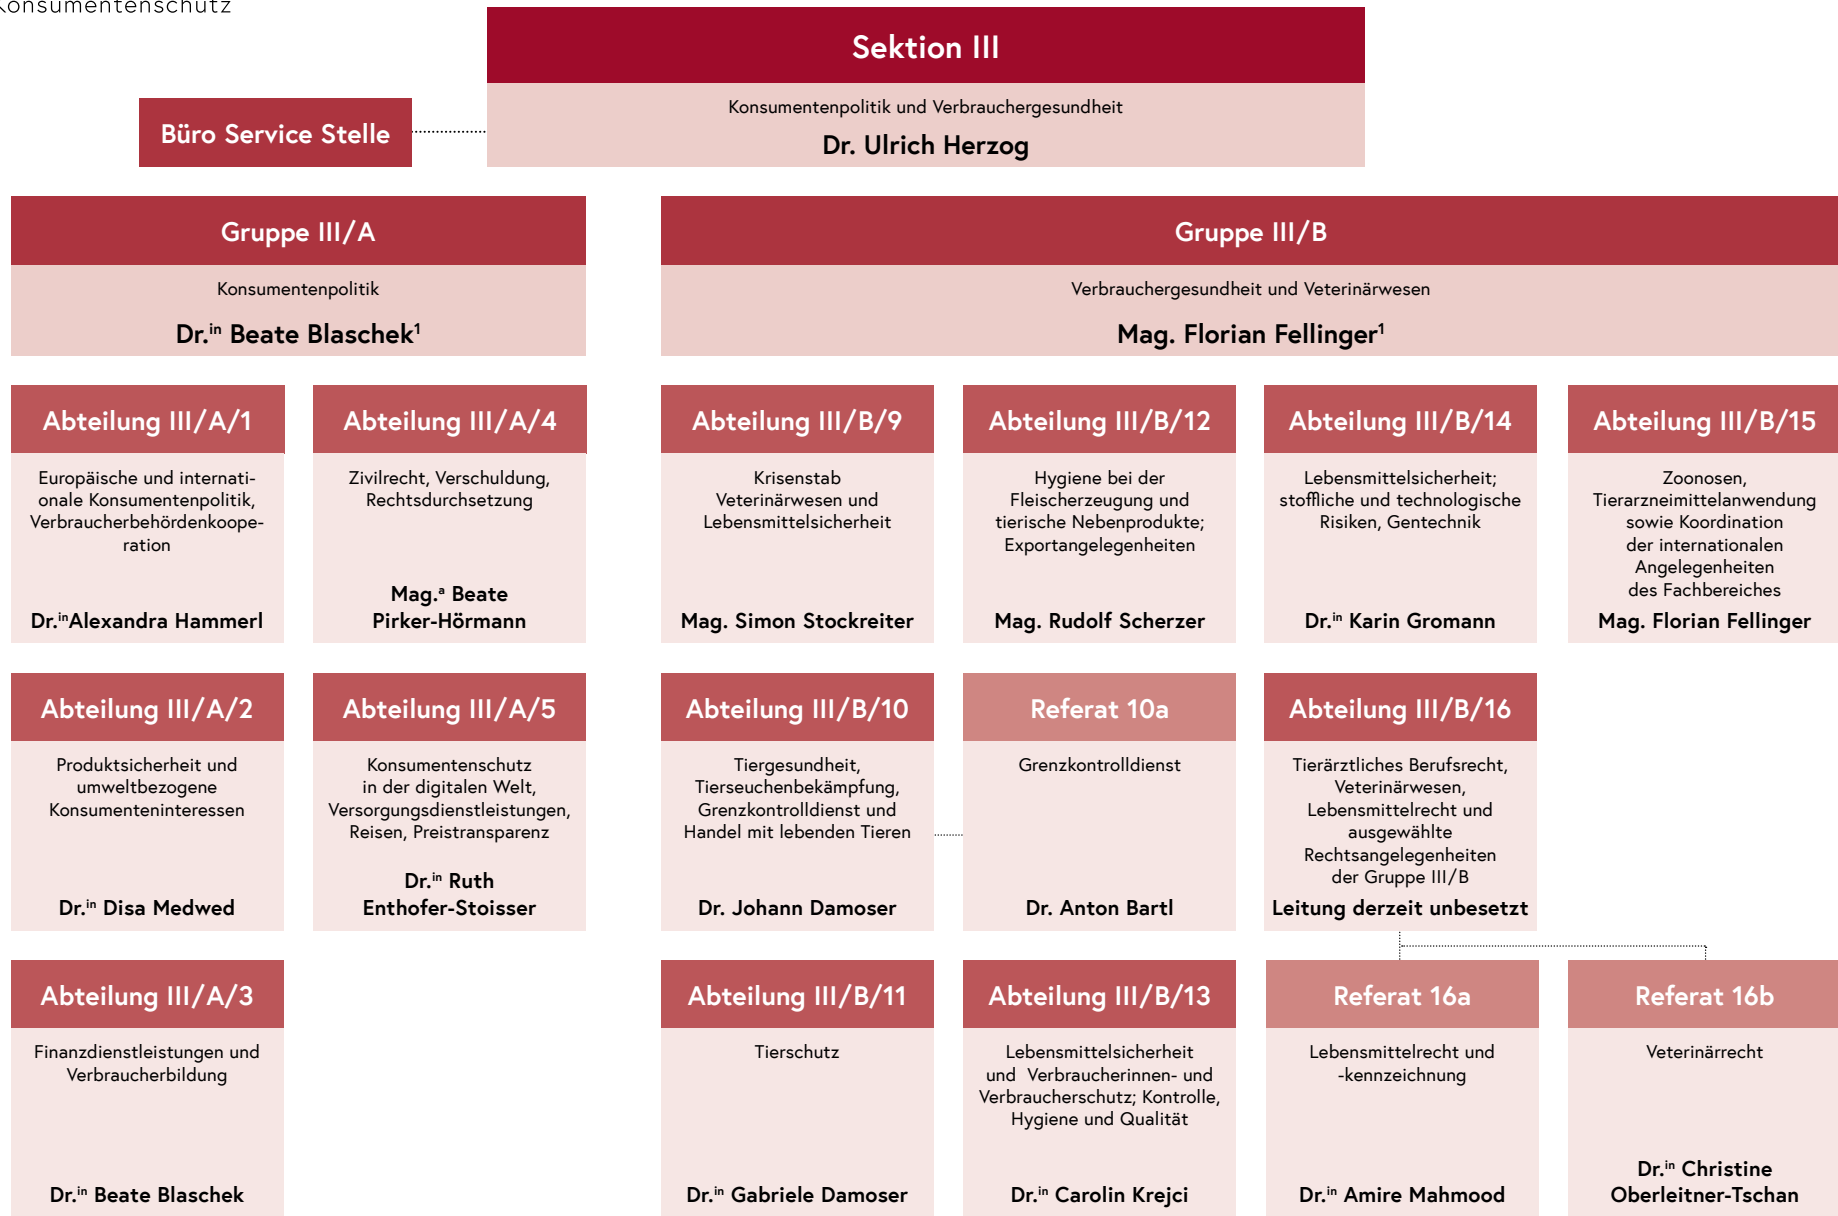 Konsumentenschutz
Sektion III
Konsumentenpolitik und Verbrauchergesundheit
Dr. Ulrich Herzog
Büro Service Stelle
Gruppe III/A
Konsumentenpolitik
Dr.in Beate Blaschek1
Gruppe III/B
Verbrauchergesundheit und Veterinärwesen
Mag. Florian Fellinger1
Abteilung III/A/1
Europäische und internati-
onale Konsumentenpolitik,
Verbraucherbehördenkoope-
ration
Dr.inAlexandra Hammerl
Abteilung III/A/4
Zivilrecht, Verschuldung,
Rechtsdurchsetzung
Mag.a Beate
Pirker-Hörmann
Abteilung III/B/9
Krisenstab
Veterinärwesen und
Lebensmittelsicherheit
Mag. Simon Stockreiter
Abteilung III/B/12
Hygiene bei der
Fleischerzeugung und
tierische Nebenprodukte;
Exportangelegenheiten
Mag. Rudolf Scherzer
Abteilung III/B/14
Lebensmittelsicherheit;
stoffliche und technologische
Risiken, Gentechnik
Dr.in Karin Gromann
Abteilung III/B/15
Zoonosen,
Tierarzneimittelanwendung
sowie Koordination
der internationalen
Angelegenheiten
des Fachbereiches
Mag. Florian Fellinger
Abteilung III/A/2
Produktsicherheit und
umweltbezogene
Konsumenteninteressen
Dr.in Disa Medwed
Abteilung III/A/5
Konsumentenschutz
in der digitalen Welt,
Versorgungsdienstleistungen,
Reisen, Preistransparenz
Dr.in Ruth
Enthofer-Stoisser
Abteilung III/B/10
Tiergesundheit,
Tierseuchenbekämpfung,
Grenzkontrolldienst und
Handel mit lebenden Tieren
Dr. Johann Damoser
Referat 10a
Grenzkontrolldienst
Dr. Anton Bartl
Abteilung III/B/16
Tierärztliches Berufsrecht,
Veterinärwesen,
Lebensmittelrecht und
ausgewählte
Rechtsangelegenheiten
der Gruppe III/B
Leitung derzeit unbesetzt
Abteilung III/A/3
Finanzdienstleistungen und
Verbraucherbildung
Dr.in Beate Blaschek
Abteilung III/B/11
Tierschutz
Dr.in Gabriele Damoser
Abteilung III/B/13
Lebensmittelsicherheit
und Verbraucherinnen- und
Verbraucherschutz; Kontrolle,
Hygiene und Qualität
Dr.in Carolin Krejci
Referat 16a
Lebensmittelrecht und
-kennzeichnung
Dr.in Amire Mahmood
Referat 16b
Veterinärrecht
Dr.in Christine
Oberleitner-Tschan